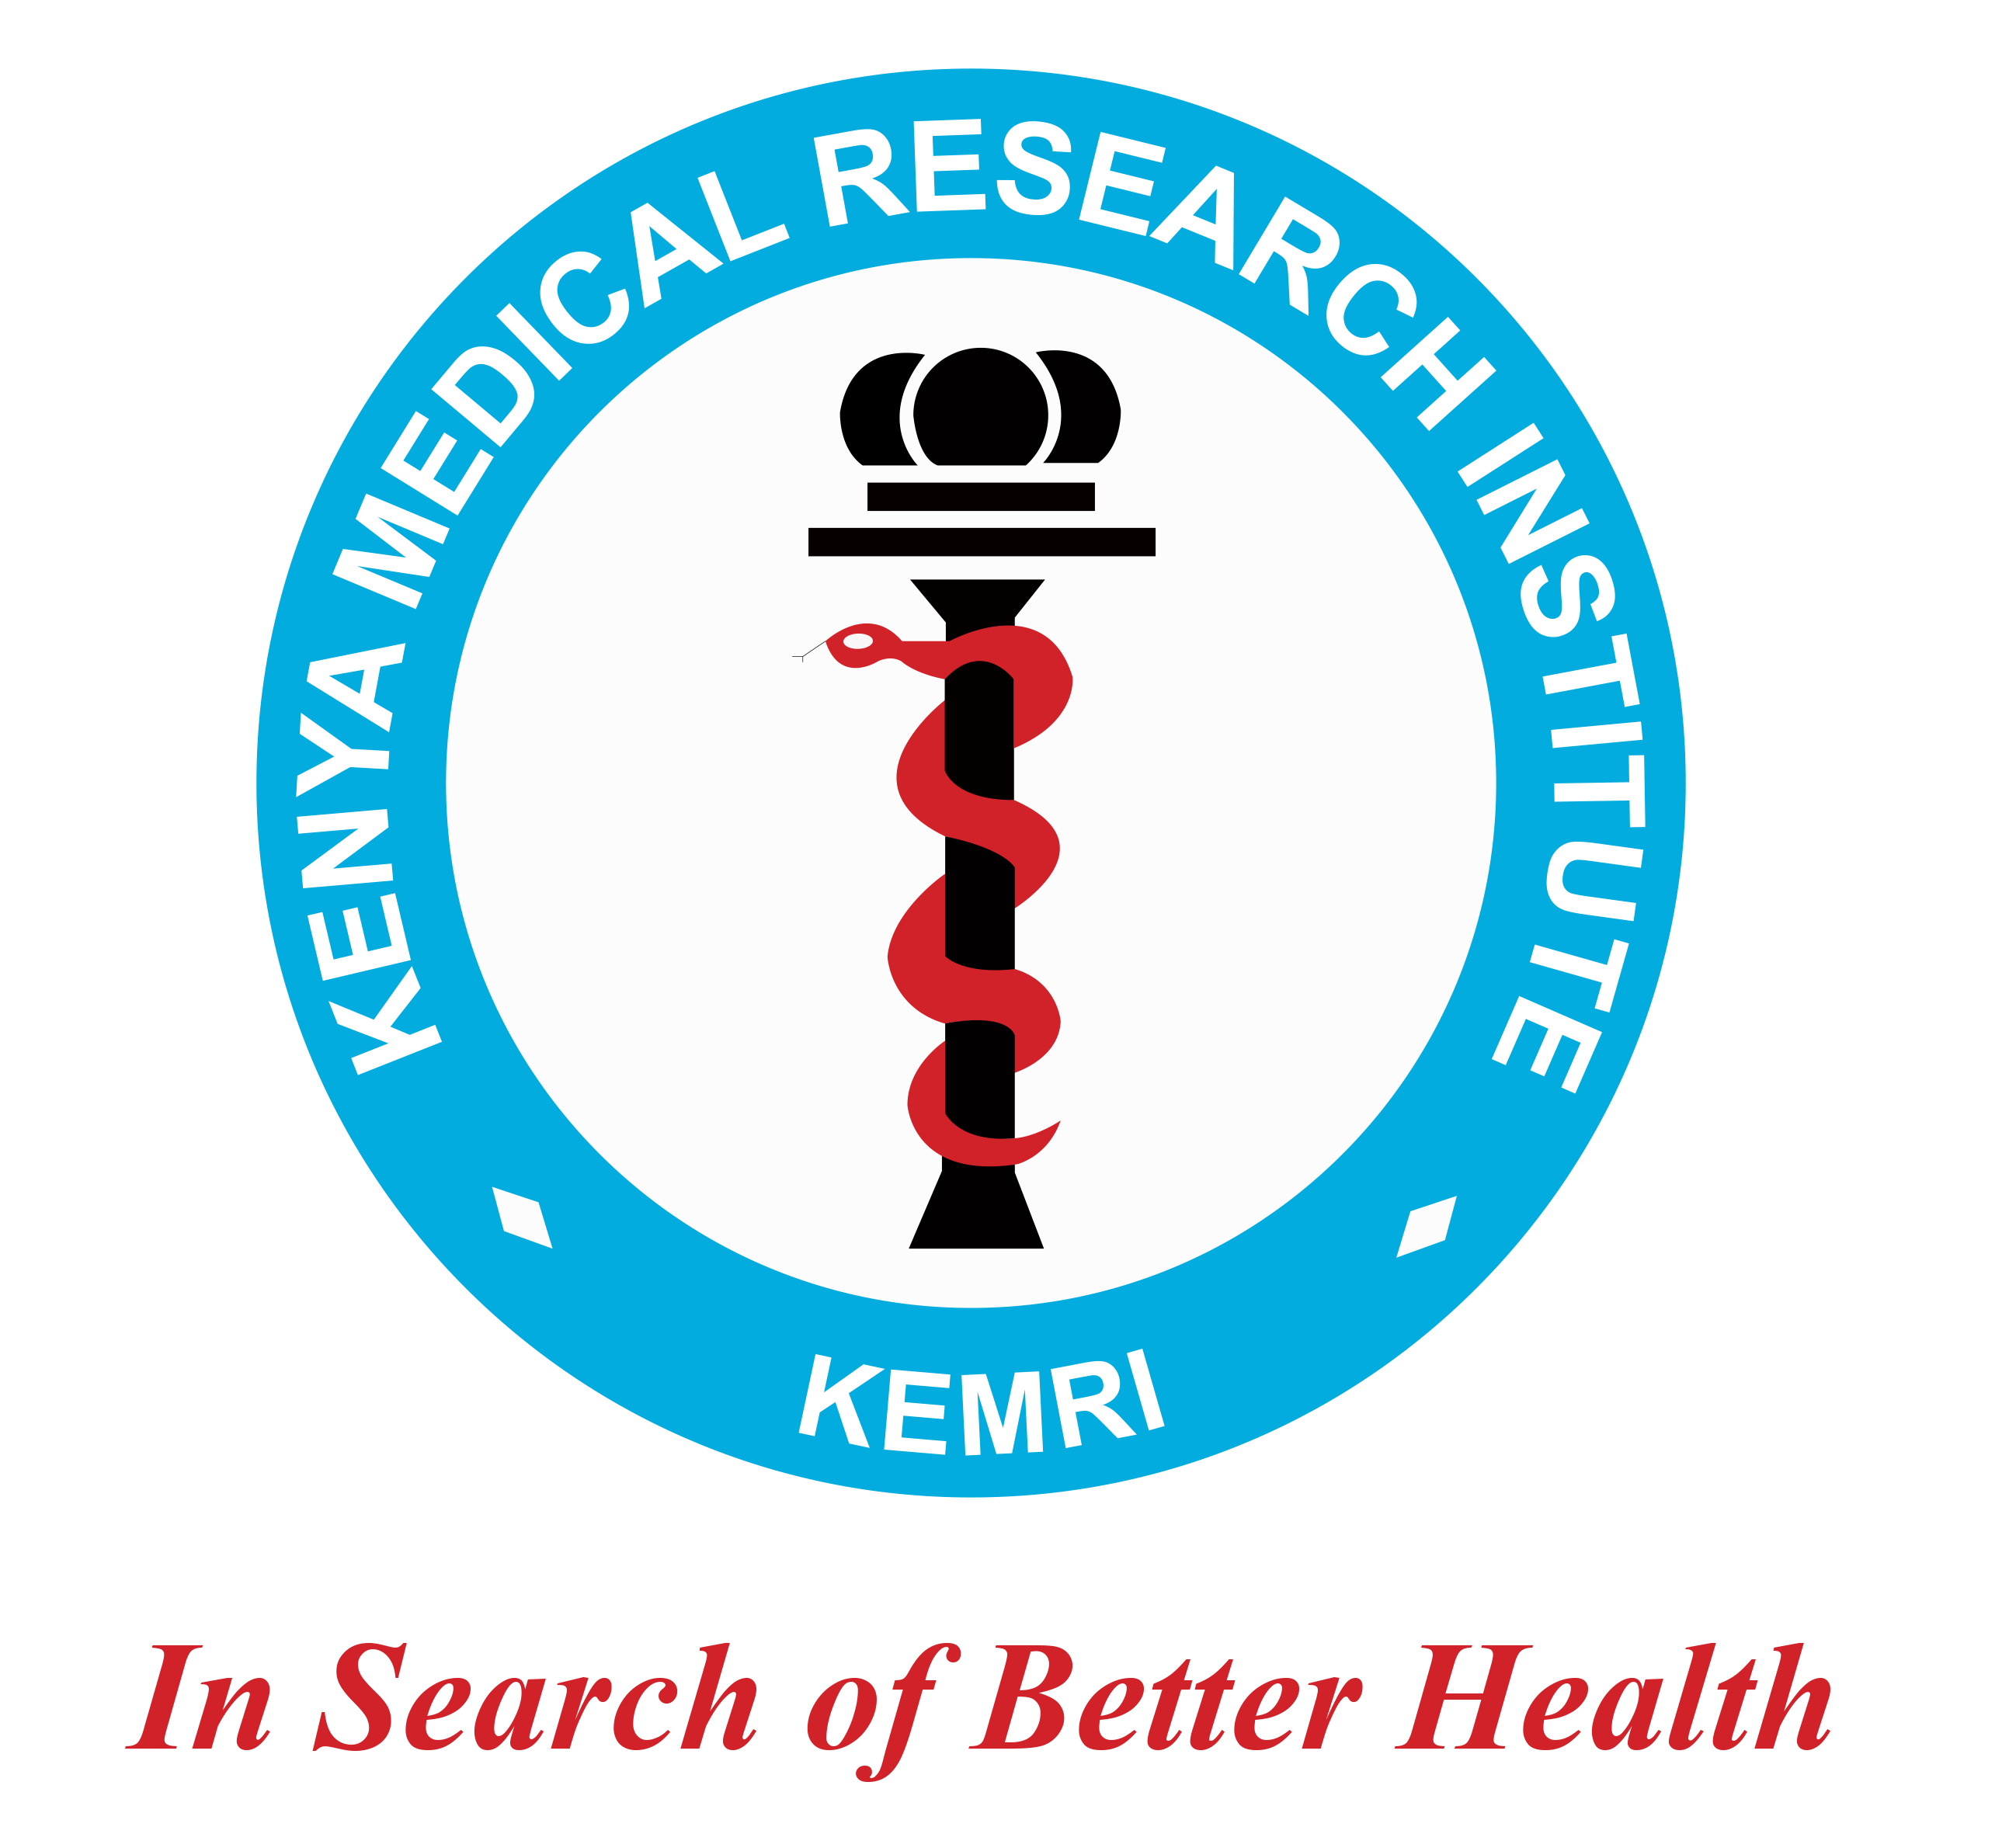 KENYA MEDICAL RESEARCH INSTITUTE
KEMRI
In Search of Better Health